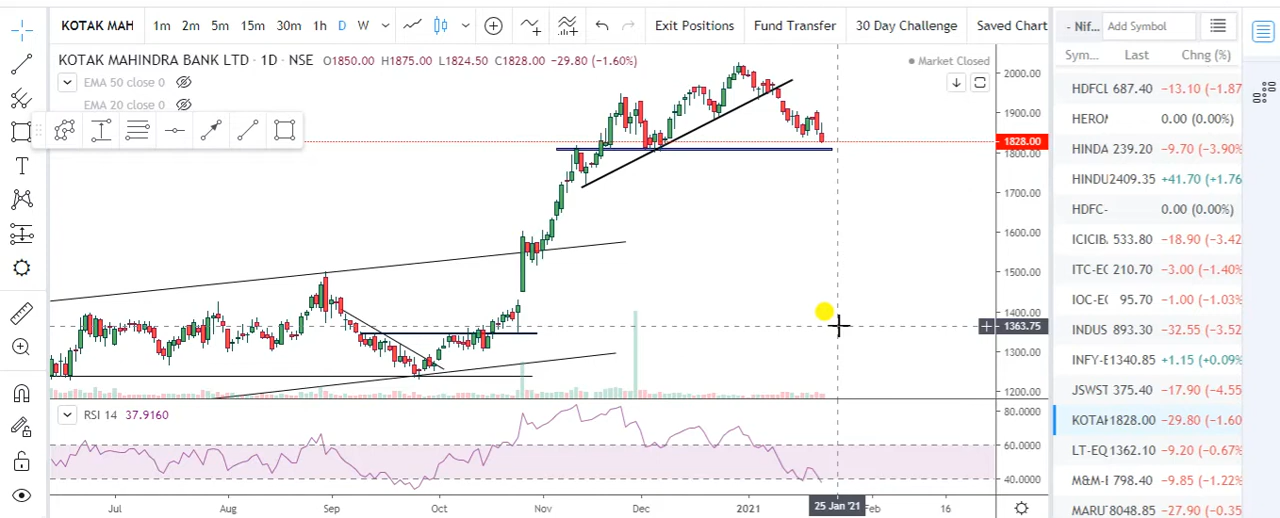 KOTAK MAH 1m 2m 5m 15m 30m 1h D W Exit Positions Fund Transfer 30 Day Challenge Saved Chart
KOTAK MAHINDRA BANK LTD · 1D · NSE O1850.00 H1875.00 L1824.50 C1828.00 −29.80 (−1.60%)
Market Closed
EMA 50 close 0
EMA 20 close 0
T
2000.00
1900.00
1828.00
1800.00
1700.00
1600.00
1500.00
1400.00
1363.75
1300.00
1200.00
RSI 14 37.9160
80.0000
60.0000
40.0000
Jul Aug Sep Oct Nov Dec 2021 25 Jan '21 Feb 16
- Nif... Add Symbol
Sym... Last Chng (%)
HDFCL 687.40 −13.10 (−1.87
HEROM 0.00 (0.00%)
HINDA 239.20 −9.70 (−3.90%)
HINDU 2409.35 +41.70 (+1.76
HDFC- 0.00 (0.00%)
ICICIB. 533.80 −18.90 (−3.42
ITC-EC 210.70 −3.00 (−1.40%)
IOC-EC 95.70 −1.00 (−1.03%)
INDUS 893.30 −32.55 (−3.52
INFY-E 1340.85 +1.15 (+0.09%)
JSWST 375.40 −17.90 (−4.55
KOTAK 1828.00 −29.80 (−1.60
LT-EQ 1362.10 −9.20 (−0.67%)
M&M-I 798.40 −9.85 (−1.22%)
MARU 8048.85 −27.90 (−0.35